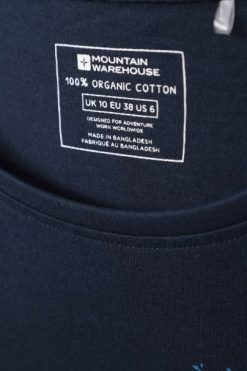 MOUNTAIN
WAREHOUSE
100% ORGANIC COTTON
UK 10 EU 38 US 6
DESIGNED FOR ADVENTURE
WORN WORLDWIDE
MADE IN BANGLADESH
FABRIQUÉ AU BANGLADESH